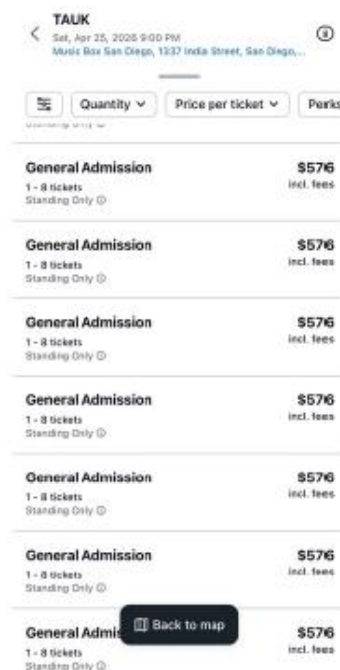 TAUK
Sat, Apr 25, 2026 9:00 PM
Music Box San Diego, 1337 India Street, San Diego,...
Quantity
Price per ticket
Perks
Standing Only
General Admission
$576
1 - 8 tickets
incl. fees
Standing Only
General Admission
$576
1 - 8 tickets
incl. fees
Standing Only
General Admission
$576
1 - 8 tickets
incl. fees
Standing Only
General Admission
$576
1 - 8 tickets
incl. fees
Standing Only
General Admission
$576
1 - 8 tickets
incl. fees
Standing Only
General Admission
$576
1 - 8 tickets
incl. fees
Standing Only
General Admis
$576
Back to map
1 - 8 tickets
incl. fees
Standing Only